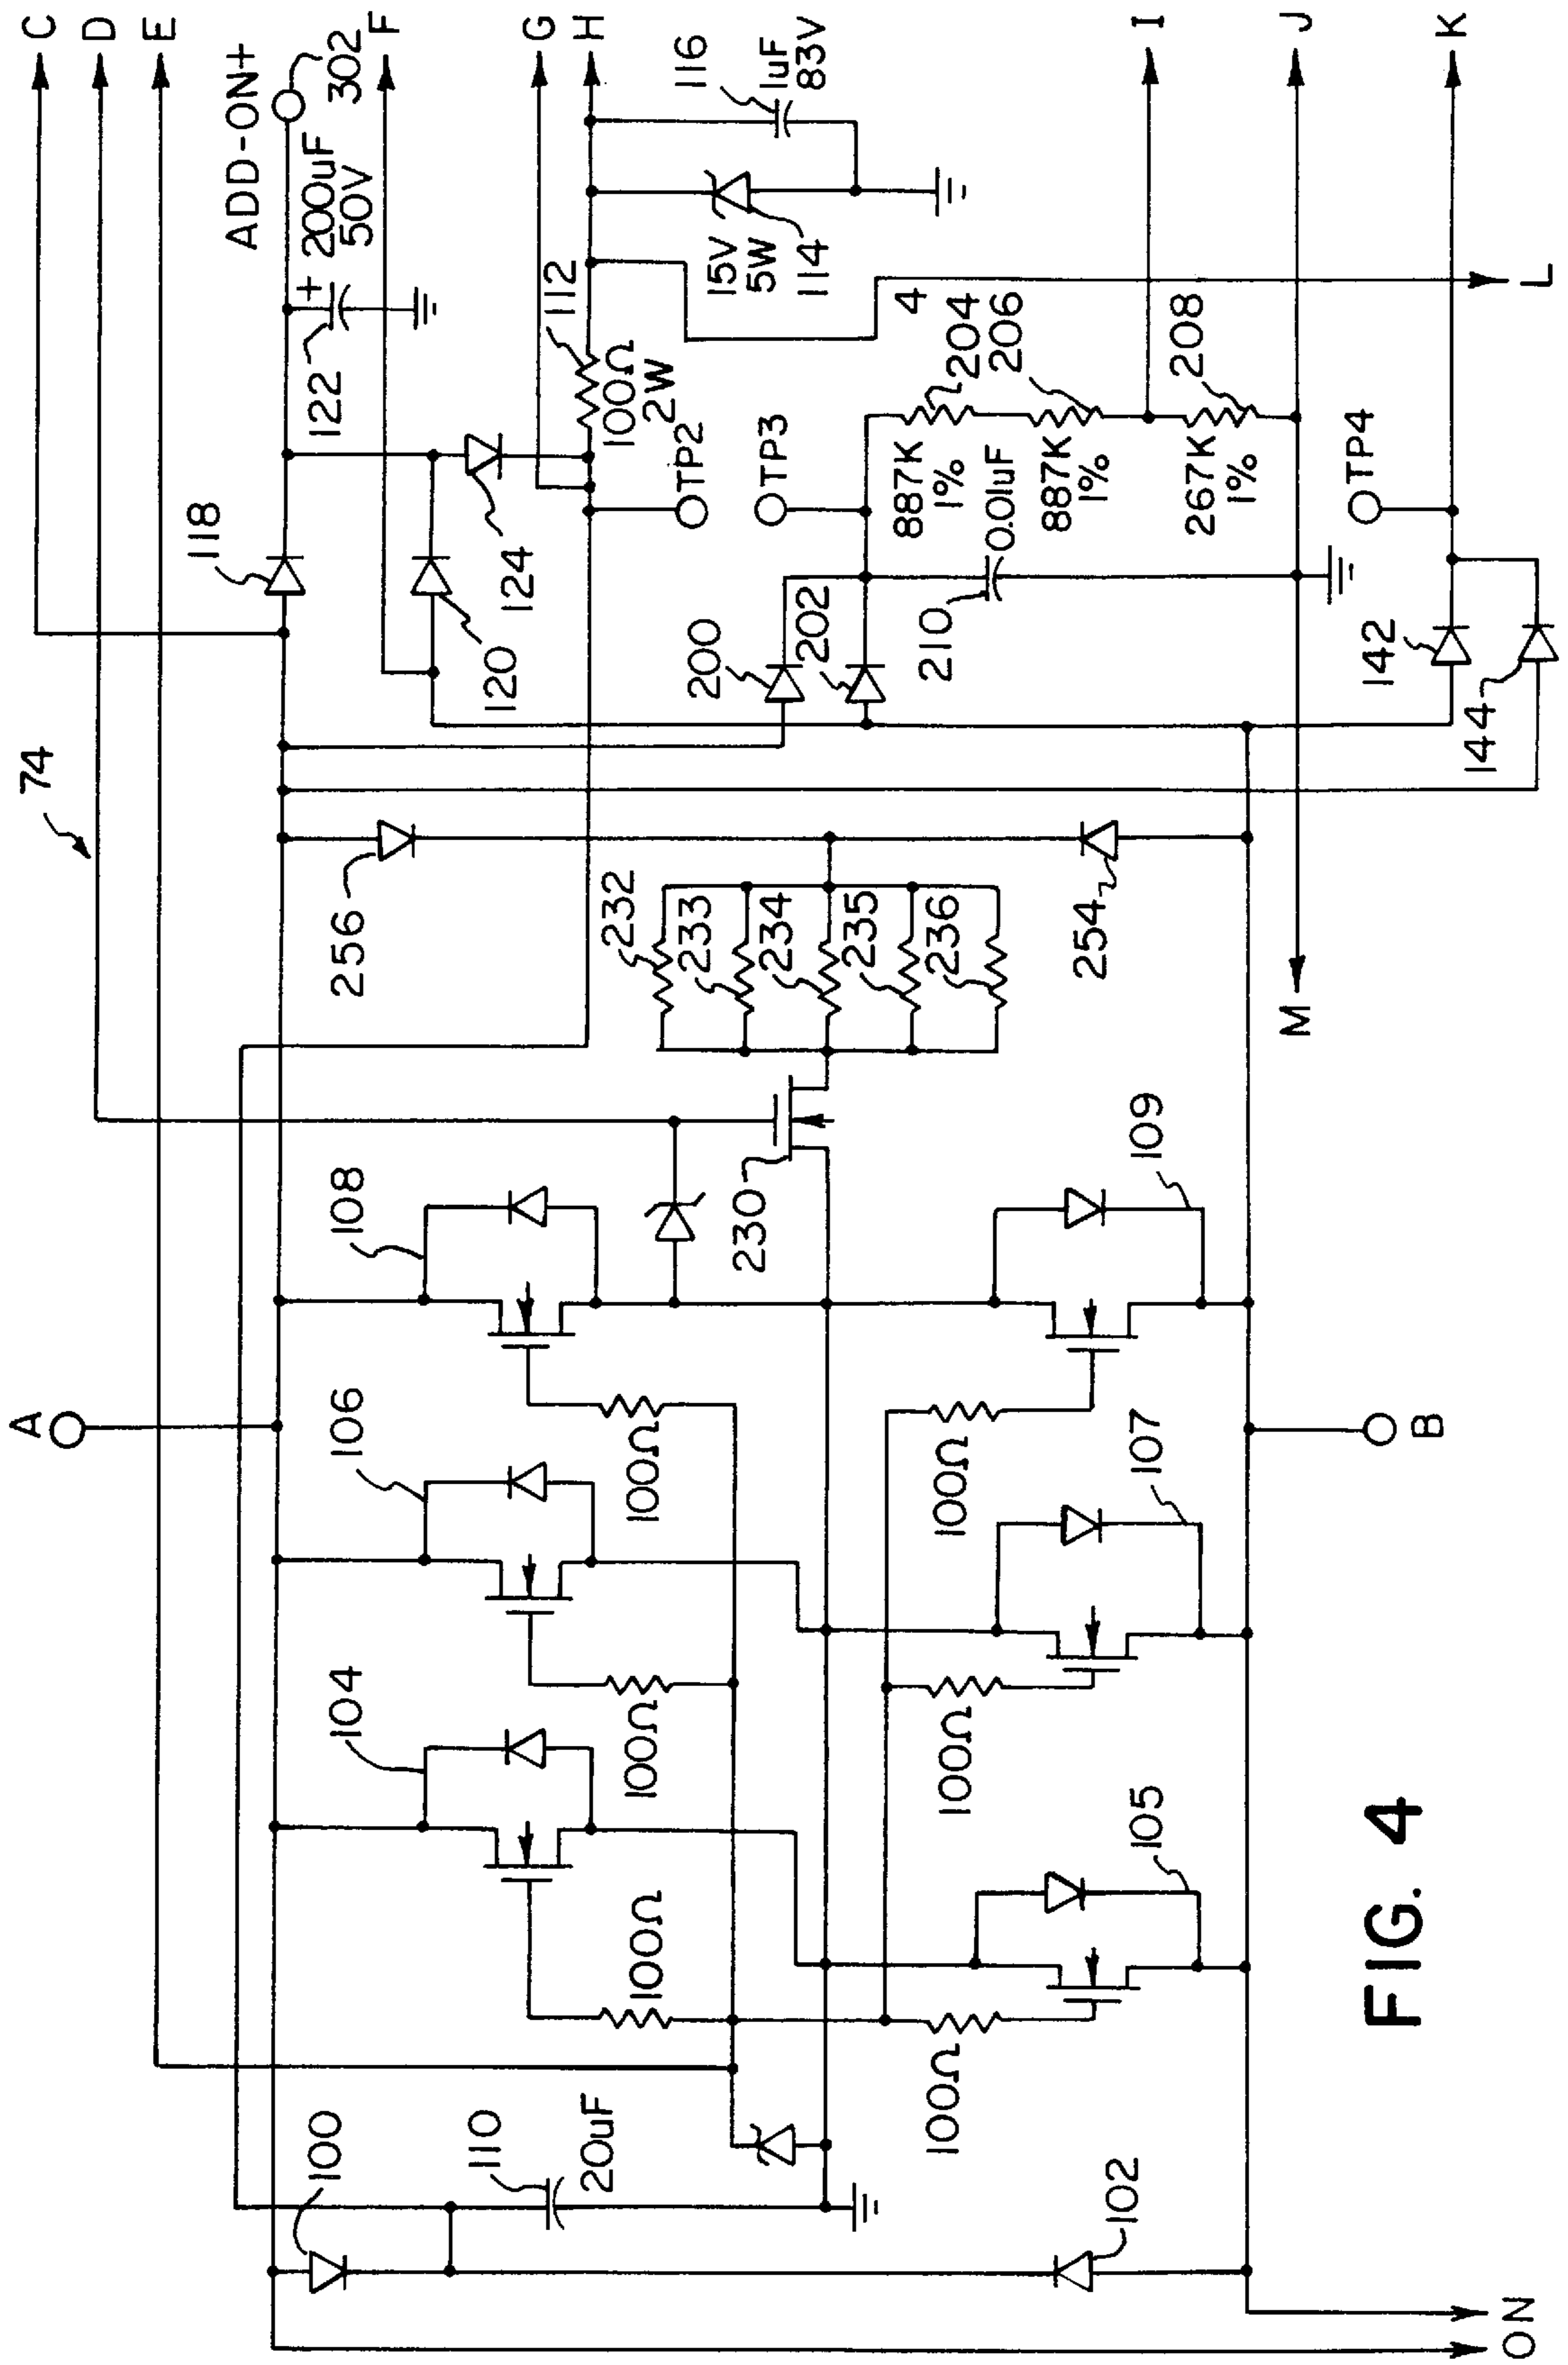 C
D
E
ADD-ON+
302
F
G
H
I
J
K
L
74
118
122
200uF
50V
120
124
112
100Ω
2W
TP2
116
1uF
83V
15V
5W
114
TP3
4
204
206
208
887K
1%
887K
1%
267K
1%
0.01uF
210
200
202
TP4
142
144
256
254
232
233
234
235
236
M
230
108
109
A
B
106
107
104
105
100Ω
100Ω
100Ω
100Ω
100Ω
100Ω
100
102
110
20uF
O
N
FIG. 4